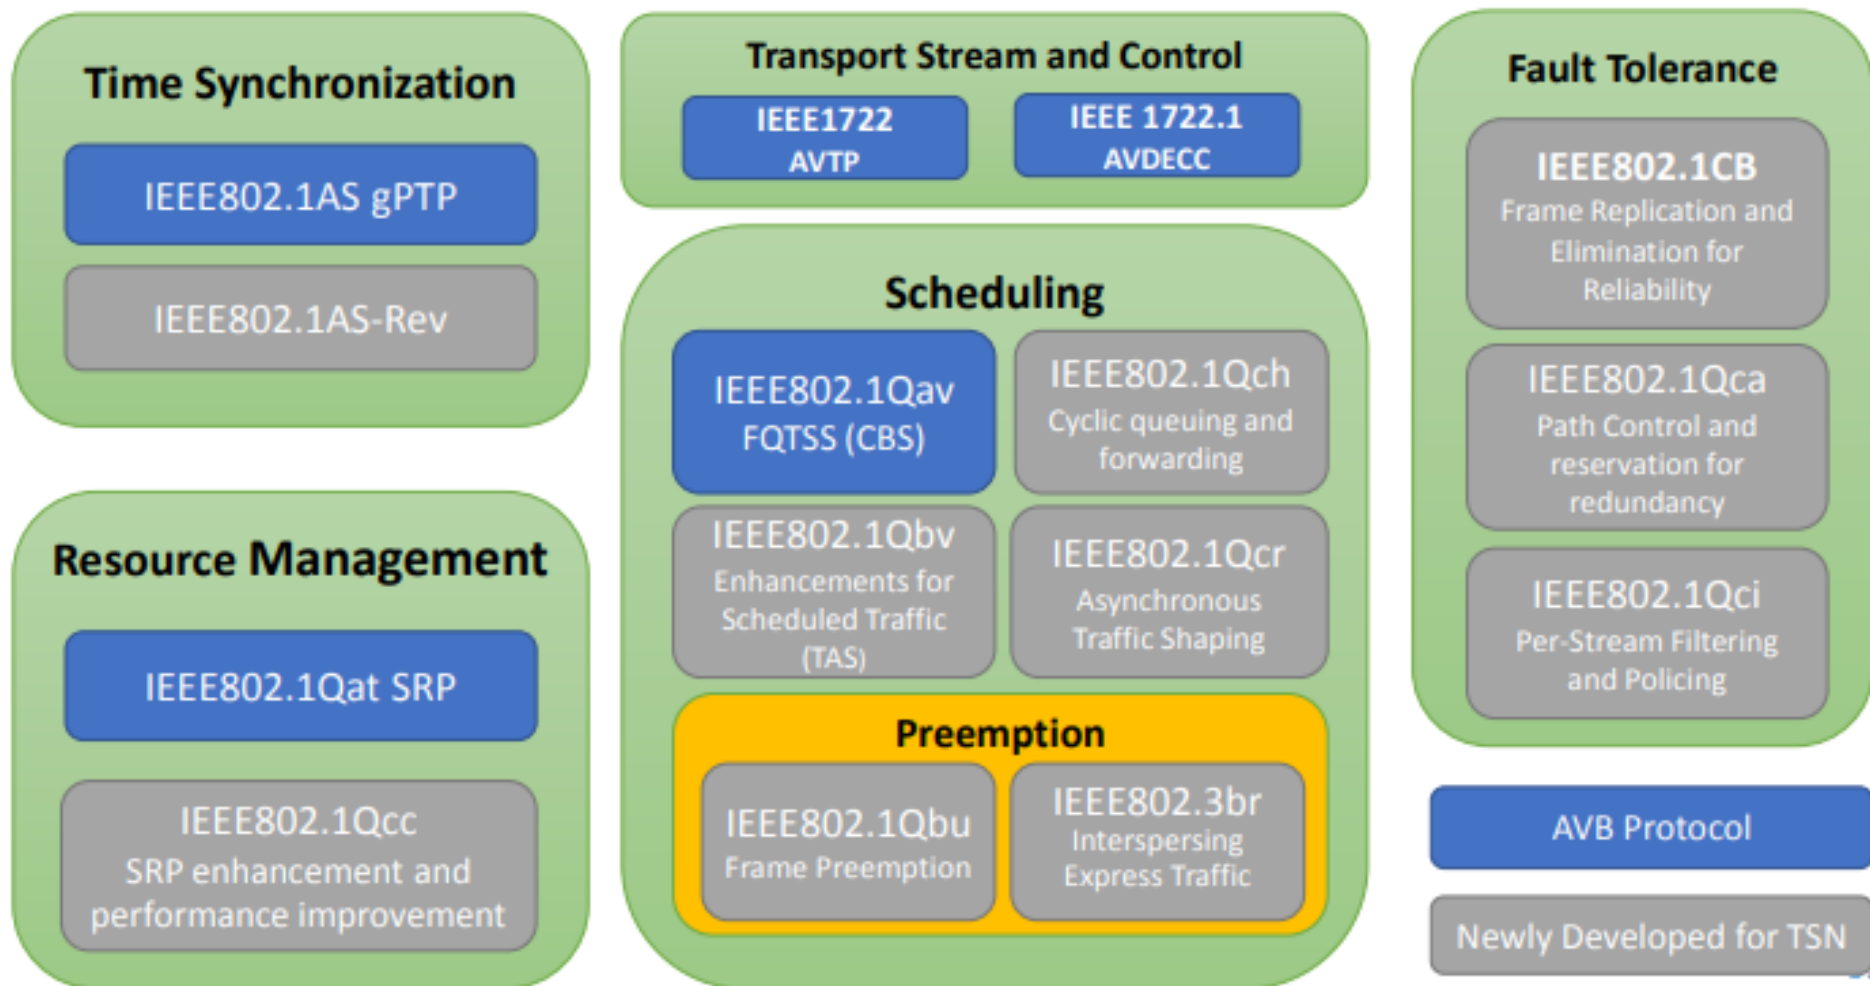 Time Synchronization
IEEE802.1AS gPTP
IEEE802.1AS-Rev
Resource Management
IEEE802.1Qat SRP
IEEE802.1Qcc
SRP enhancement and
performance improvement
Transport Stream and Control
IEEE1722
AVTP
IEEE 1722.1
AVDECC
Scheduling
IEEE802.1Qav
FQTSS (CBS)
IEEE802.1Qch
Cyclic queuing and
forwarding
IEEE802.1Qbv
Enhancements for
Scheduled Traffic
(TAS)
IEEE802.1Qcr
Asynchronous
Traffic Shaping
Preemption
IEEE802.1Qbu
Frame Preemption
IEEE802.3br
Interspersing
Express Traffic
Fault Tolerance
IEEE802.1CB
Frame Replication and
Elimination for
Reliability
IEEE802.1Qca
Path Control and
reservation for
redundancy
IEEE802.1Qci
Per-Stream Filtering
and Policing
AVB Protocol
Newly Developed for TSN